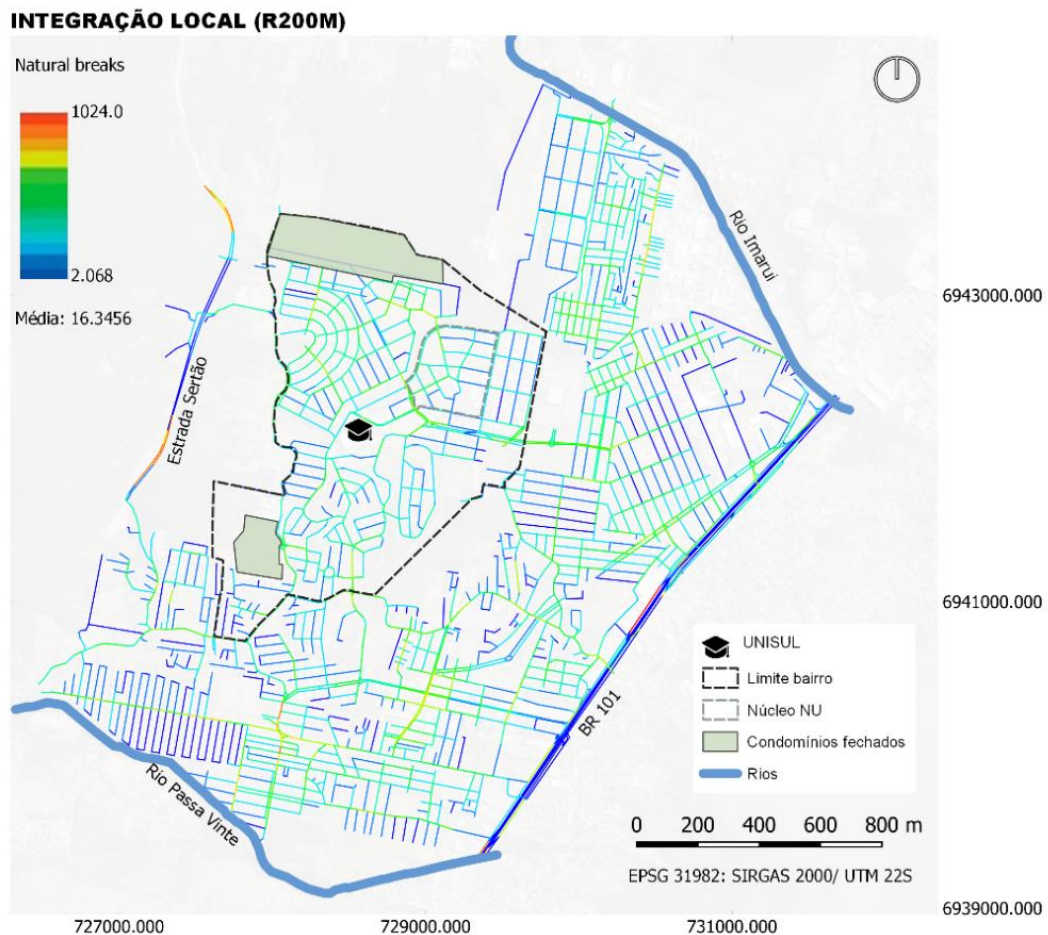 INTEGRAÇÃO LOCAL (R200M)
Natural breaks
1024.0
2.068
Média: 16.3456
Rio Imarui
Estrada Sertão
6943000.000
6941000.000
UNISUL
Limite bairro
Núcleo NU
Condomínios fechados
Rios
BR 101
Rio Passa Vinte
0 200 400 600 800 m
EPSG 31982: SIRGAS 2000/ UTM 22S
6939000.000
727000.000 729000.000 731000.000